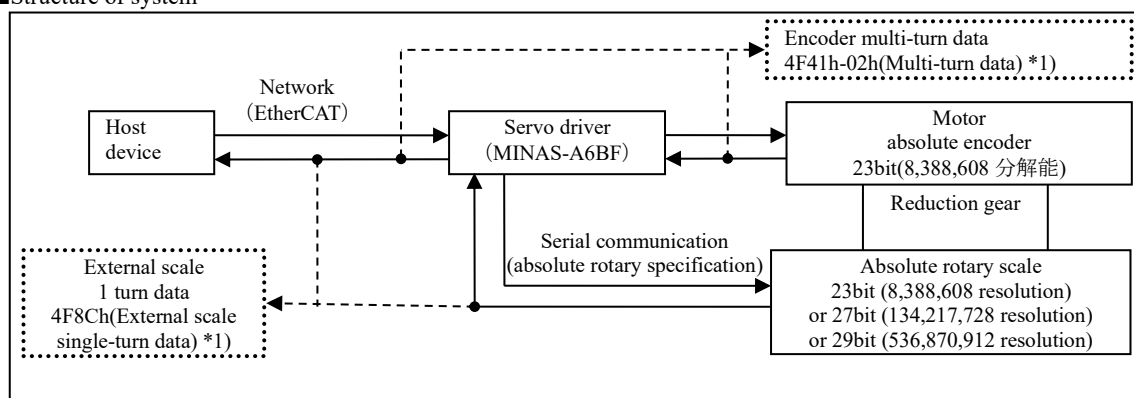 ■Structure of system
Encoder multi-turn data
4F41h-02h(Multi-turn data) *1)
Network
（EtherCAT）
Host
device
Servo driver
（MINAS-A6BF）
Motor
absolute encoder
23bit(8,388,608 分解能)
Reduction gear
Serial communication
(absolute rotary specification)
External scale
1 turn data
4F8Ch(External scale
single-turn data) *1)
Absolute rotary scale
23bit (8,388,608 resolution)
or 27bit (134,217,728 resolution)
or 29bit (536,870,912 resolution)